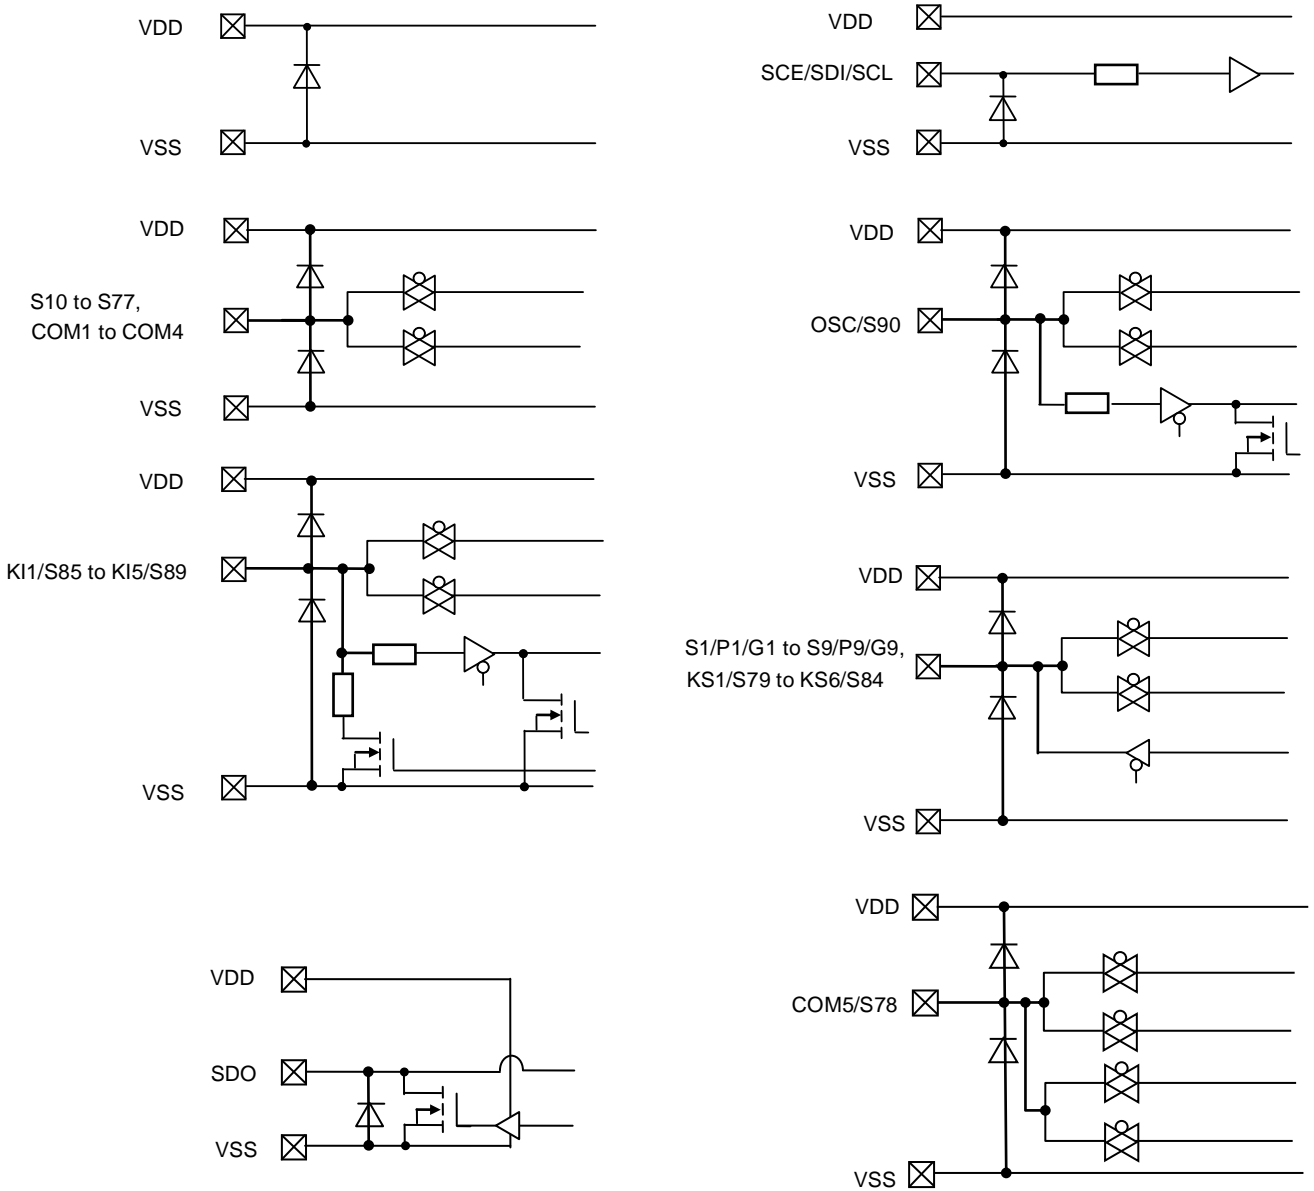 VDD
VSS
VDD
SCE/SDI/SCL
VSS
VDD
S10 to S77,
COM1 to COM4
VSS
VDD
OSC/S90
VSS
VDD
KI1/S85 to KI5/S89
VSS
VDD
S1/P1/G1 to S9/P9/G9,
KS1/S79 to KS6/S84
VSS
VDD
SDO
VSS
VDD
COM5/S78
VSS